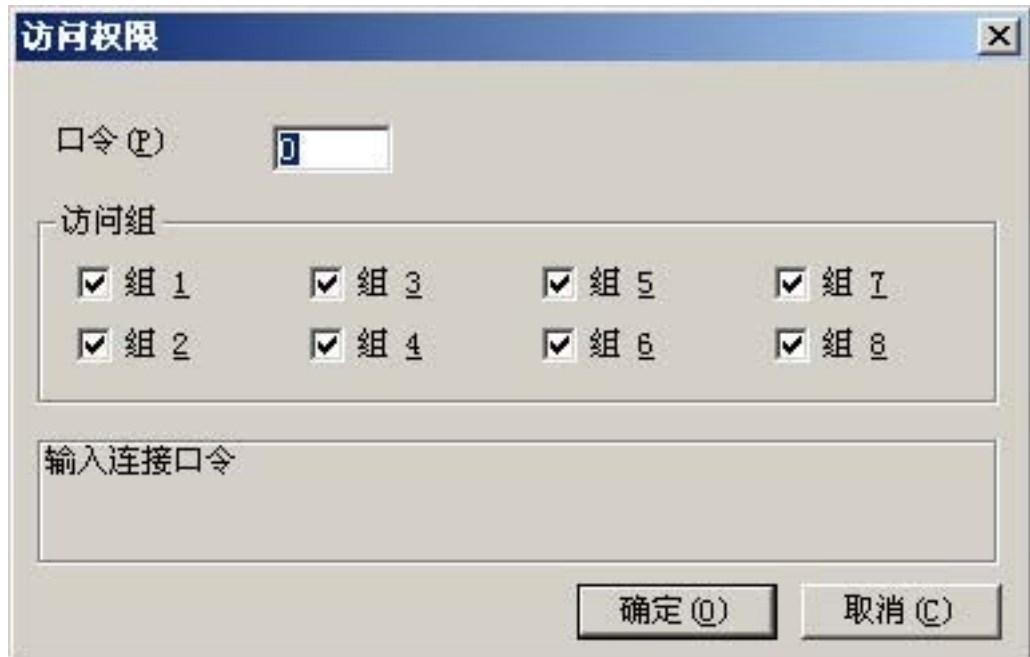 访问权限
口令(P) 0
访问组
组 1 组 3 组 5 组 7
组 2 组 4 组 6 组 8
输入连接口令
确定(O) 取消(C)